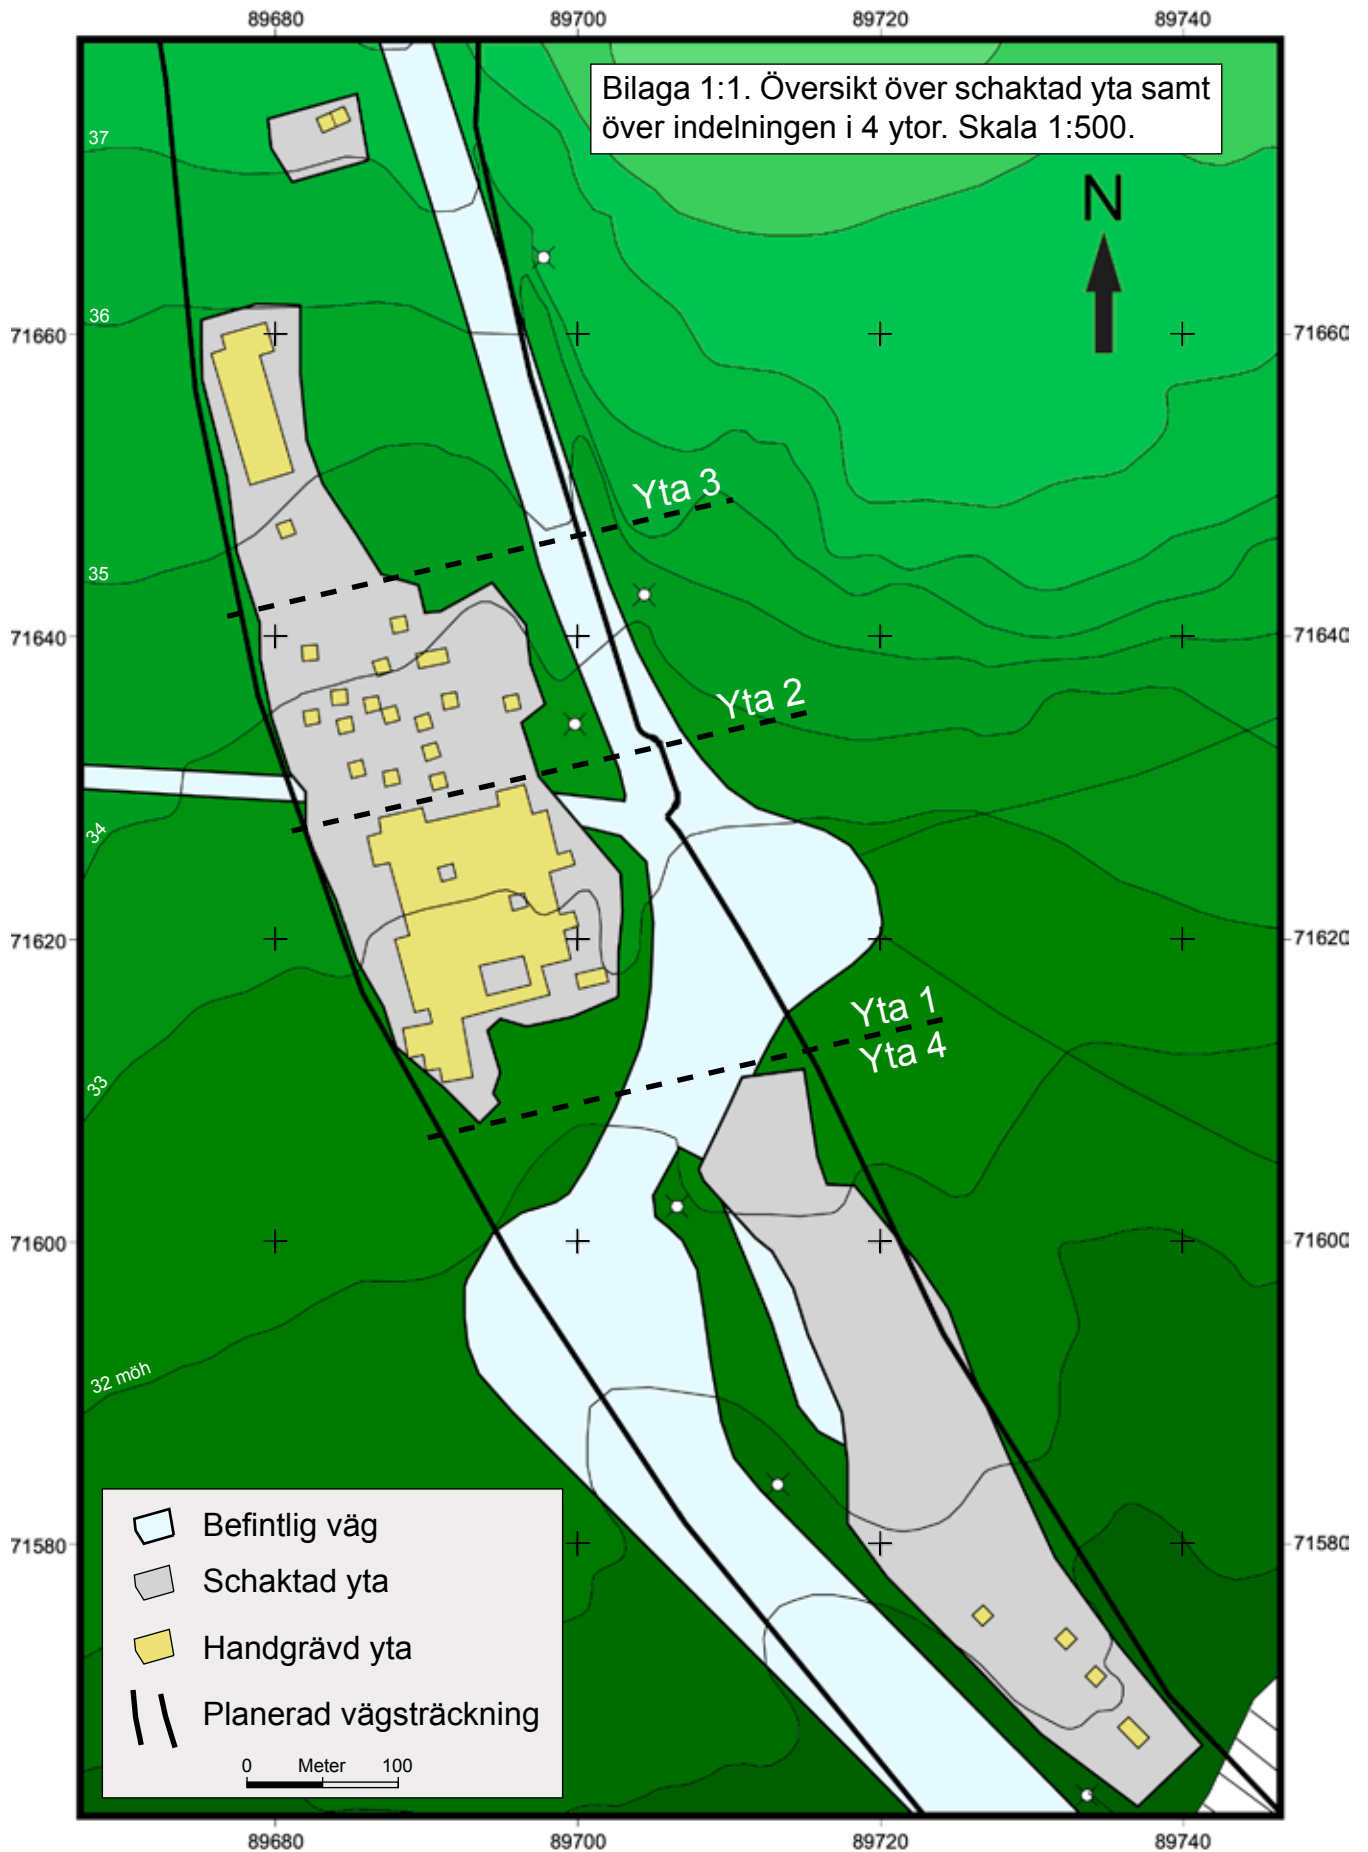 89680
89700
89720
89740
Bilaga 1:1. Översikt över schaktad yta samt
över indelningen i 4 ytor. Skala 1:500.
37
N
36
71660
71660
Yta 3
35
71640
71640
Yta 2
34
71620
71620
Yta 1
Yta 4
33
71600
71600
32 möh
Befintlig väg
71580
71580
Schaktad yta
Handgrävd yta
Planerad vägsträckning
0 Meter 100
89680
89700
89720
89740